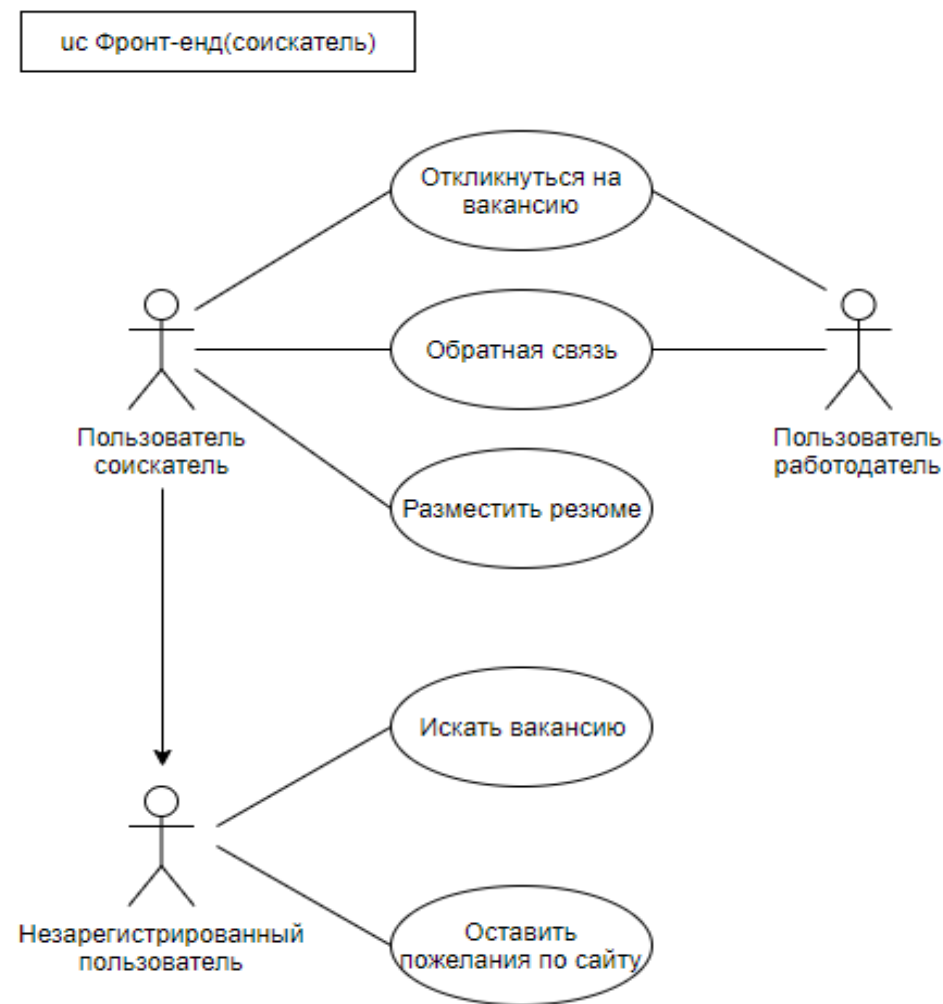 uc Фронт-енд(соискатель)
Откликнуться на
вакансию
Обратная связь
Пользователь
соискатель
Пользователь
работодатель
Разместить резюме
Искать вакансию
Незарегистрированный
пользователь
Оставить
пожелания по сайту